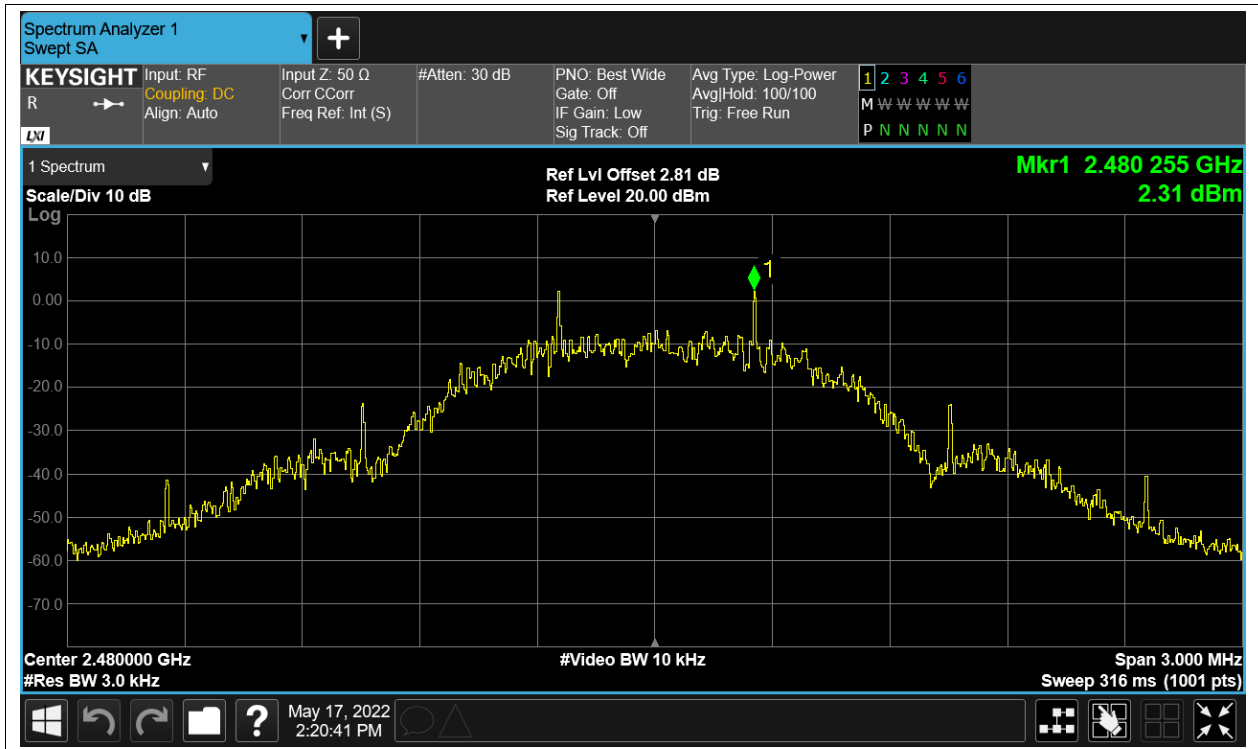 Spectrum Analyzer 1
Swept SA
KEYSIGHT
R
LXI
Input: RF
Coupling: DC
Align: Auto
Input Z: 50 Ω
Corr CCorr
Freq Ref: Int (S)
#Atten: 30 dB
PNO: Best Wide
Gate: Off
IF Gain: Low
Sig Track: Off
Avg Type: Log-Power
Avg|Hold: 100/100
Trig: Free Run
1 2 3 4 5 6
M W W W W W
P N N N N N
1 Spectrum
Scale/Div 10 dB
Ref Lvl Offset 2.81 dB
Ref Level 20.00 dBm
Mkr1 2.480 255 GHz
2.31 dBm
Log
10.0
0.00
-10.0
-20.0
-30.0
-40.0
-50.0
-60.0
-70.0
1
Center 2.480000 GHz
#Res BW 3.0 kHz
#Video BW 10 kHz
Span 3.000 MHz
Sweep 316 ms (1001 pts)
?
May 17, 2022
2:20:41 PM